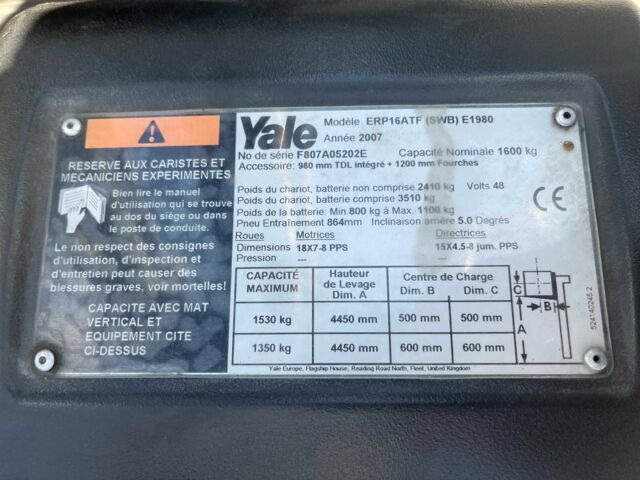 RESERVE AUX CARISTES ET
MECANICIENS EXPERIMENTES
Bien lire le manuel
d'utilisation qui se trouve
au dos du siège ou dans
le poste de conduite.
Le non respect des consignes
d'utilisation, d'inspection et
d'entretien peut causer des
blessures graves, voir mortelles!
CAPACITE AVEC MAT
VERTICAL ET
EQUIPEMENT CITE
CI-DESSUS
Yale
Modèle ERP16ATF (SWB) E1980
Année 2007
No de série F807A05202E Capacité Nominale 1600 kg
Accessoire: 980 mm TDL intégré + 1200 mm Fourches
Poids du chariot, batterie non comprise 2410 kg Volts 48
Poids du chariot, batterie comprise 3510 kg
Poids de la batterie: Min.800 kg à Max. 1100 kg
Pneu Entraînement 864mm Inclinaison arrière 5.0 Degrés
Roues Motrices Directrices
Dimensions 18X7-8 PPS 15X4.5-8 jum. PPS
Pression --- ---
CE
CAPACITÉ MAXIMUM Hauteur de Levage Dim. A Centre de Charge Dim. B Dim. C
1530 kg 4450 mm 500 mm 500 mm
1350 kg 4450 mm 600 mm 600 mm
C
B
A
524140245.2
Yale Europe, Flagship House, Reading Road North, Fleet, United Kingdom